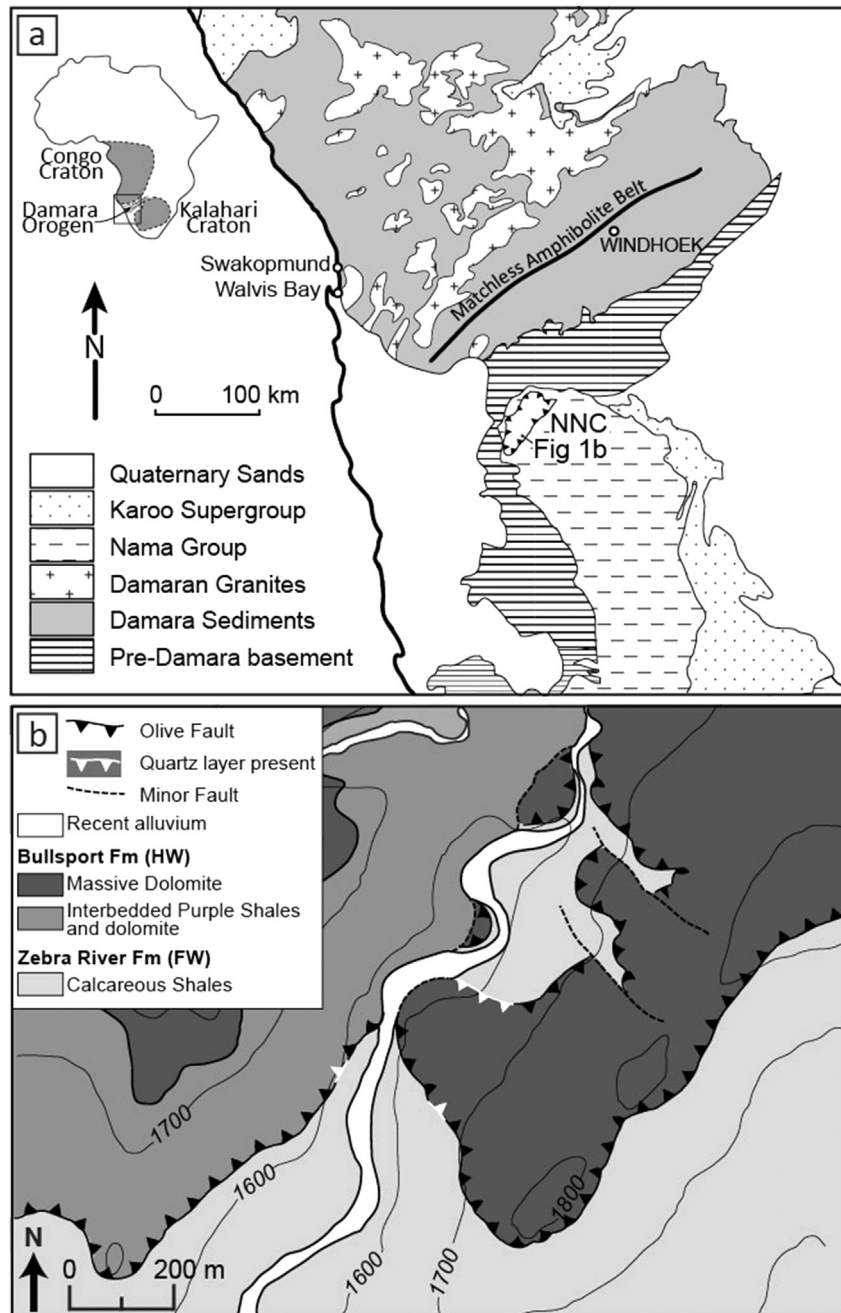 a
Congo
Craton
Damara
Orogen
Kalahari
Craton
Swakopmund
Walvis Bay
Matchless Amphibolite Belt
WINDHOEK
N
0 100 km
NNC
Fig 1b
Quaternary Sands
Karoo Supergroup
Nama Group
Damaran Granites
Damara Sediments
Pre-Damara basement
b
Olive Fault
Quartz layer present
Minor Fault
Recent alluvium
Bullsport Fm (HW)
Massive Dolomite
Interbedded Purple Shales
and dolomite
Zebra River Fm (FW)
Calcareous Shales
1700
1600
1800
1600
1700
N
0 200 m